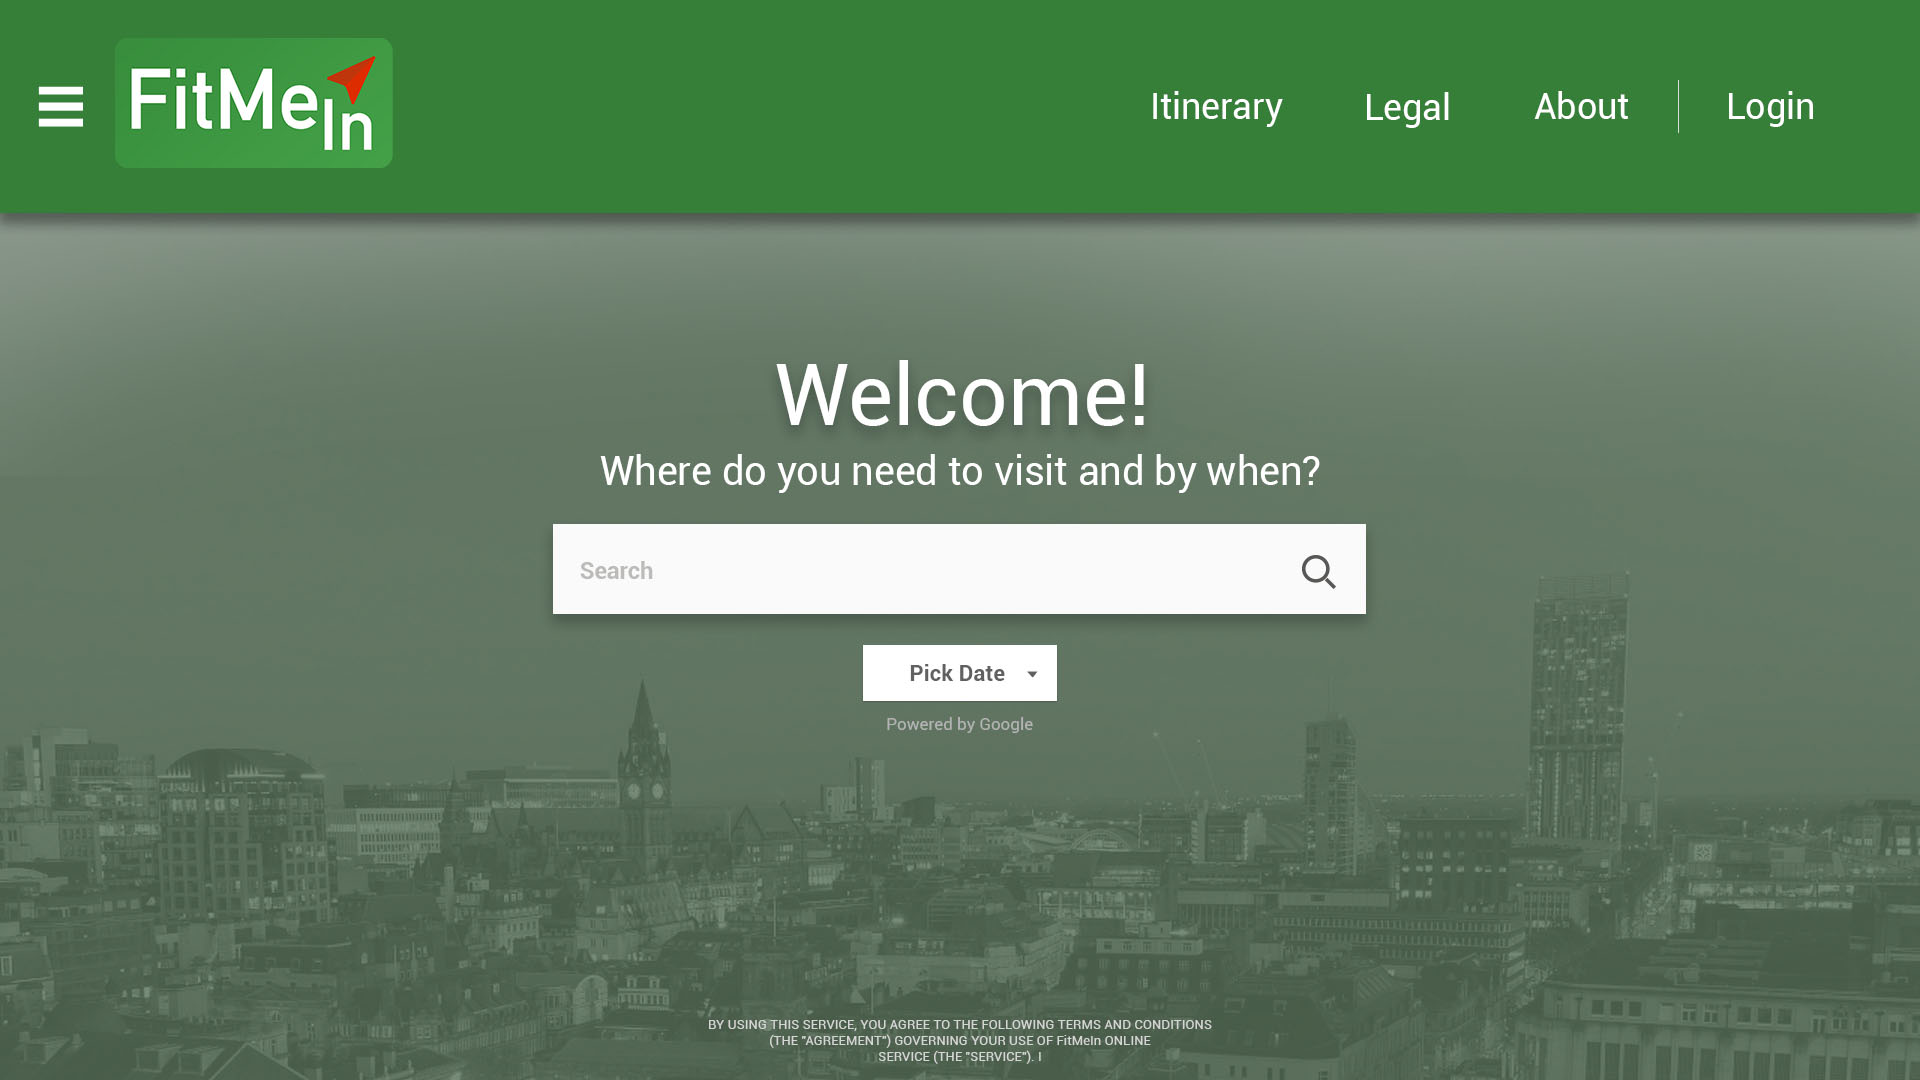 FitMeIn
Itinerary
Legal
About
Login
Welcome!
Where do you need to visit and by when?
Search
Pick Date
Powered by Google
BY USING THIS SERVICE, YOU AGREE TO THE FOLLOWING TERMS AND CONDITIONS
(THE "AGREEMENT") GOVERNING YOUR USE OF FitMeIn ONLINE
SERVICE (THE "SERVICE"). I